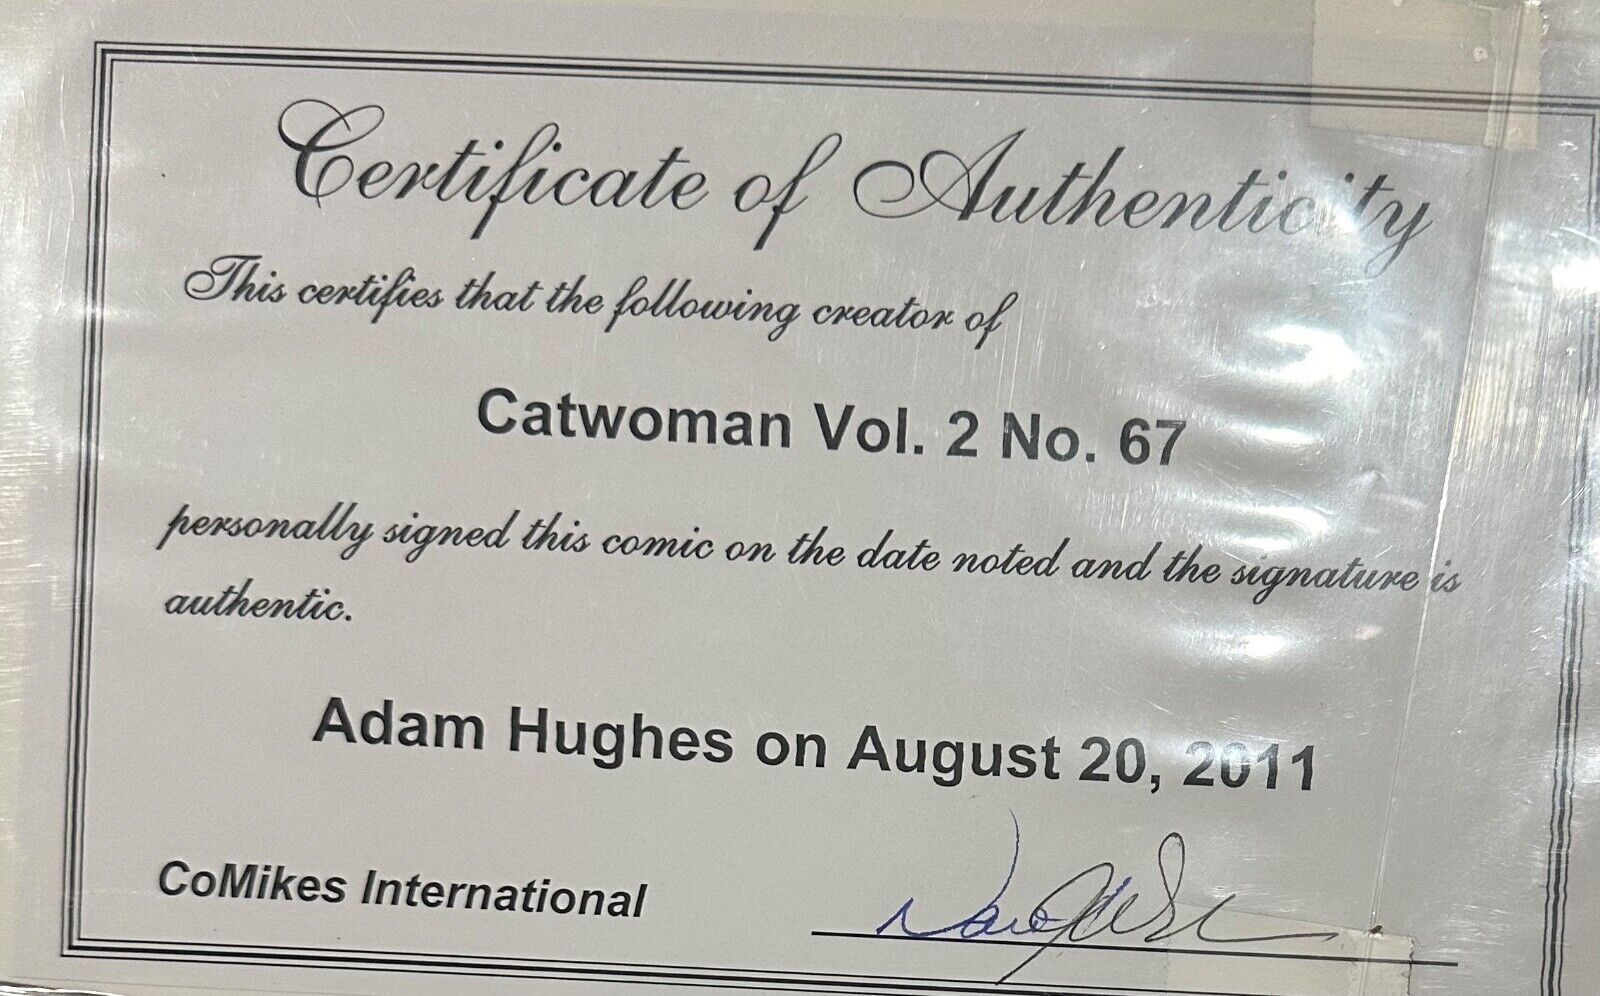 Certificate of Authenticity
This certifies that the following creator of
Catwoman Vol. 2 No. 67
personally signed this comic on the date noted and the signature is
authentic.
Adam Hughes on August 20, 2011
CoMikes International